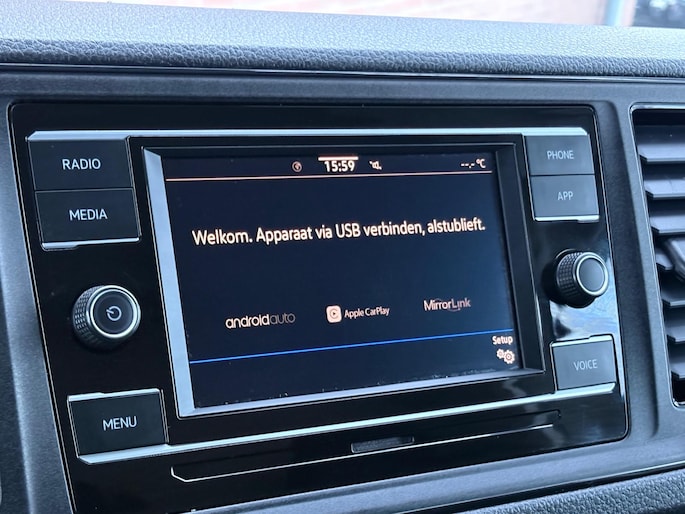 RADIO
MEDIA
MENU
15:59
--,- °C
Welkom. Apparaat via USB verbinden, alstublieft.
androidauto
Apple CarPlay
MirrorLink
Setup
PHONE
APP
VOICE